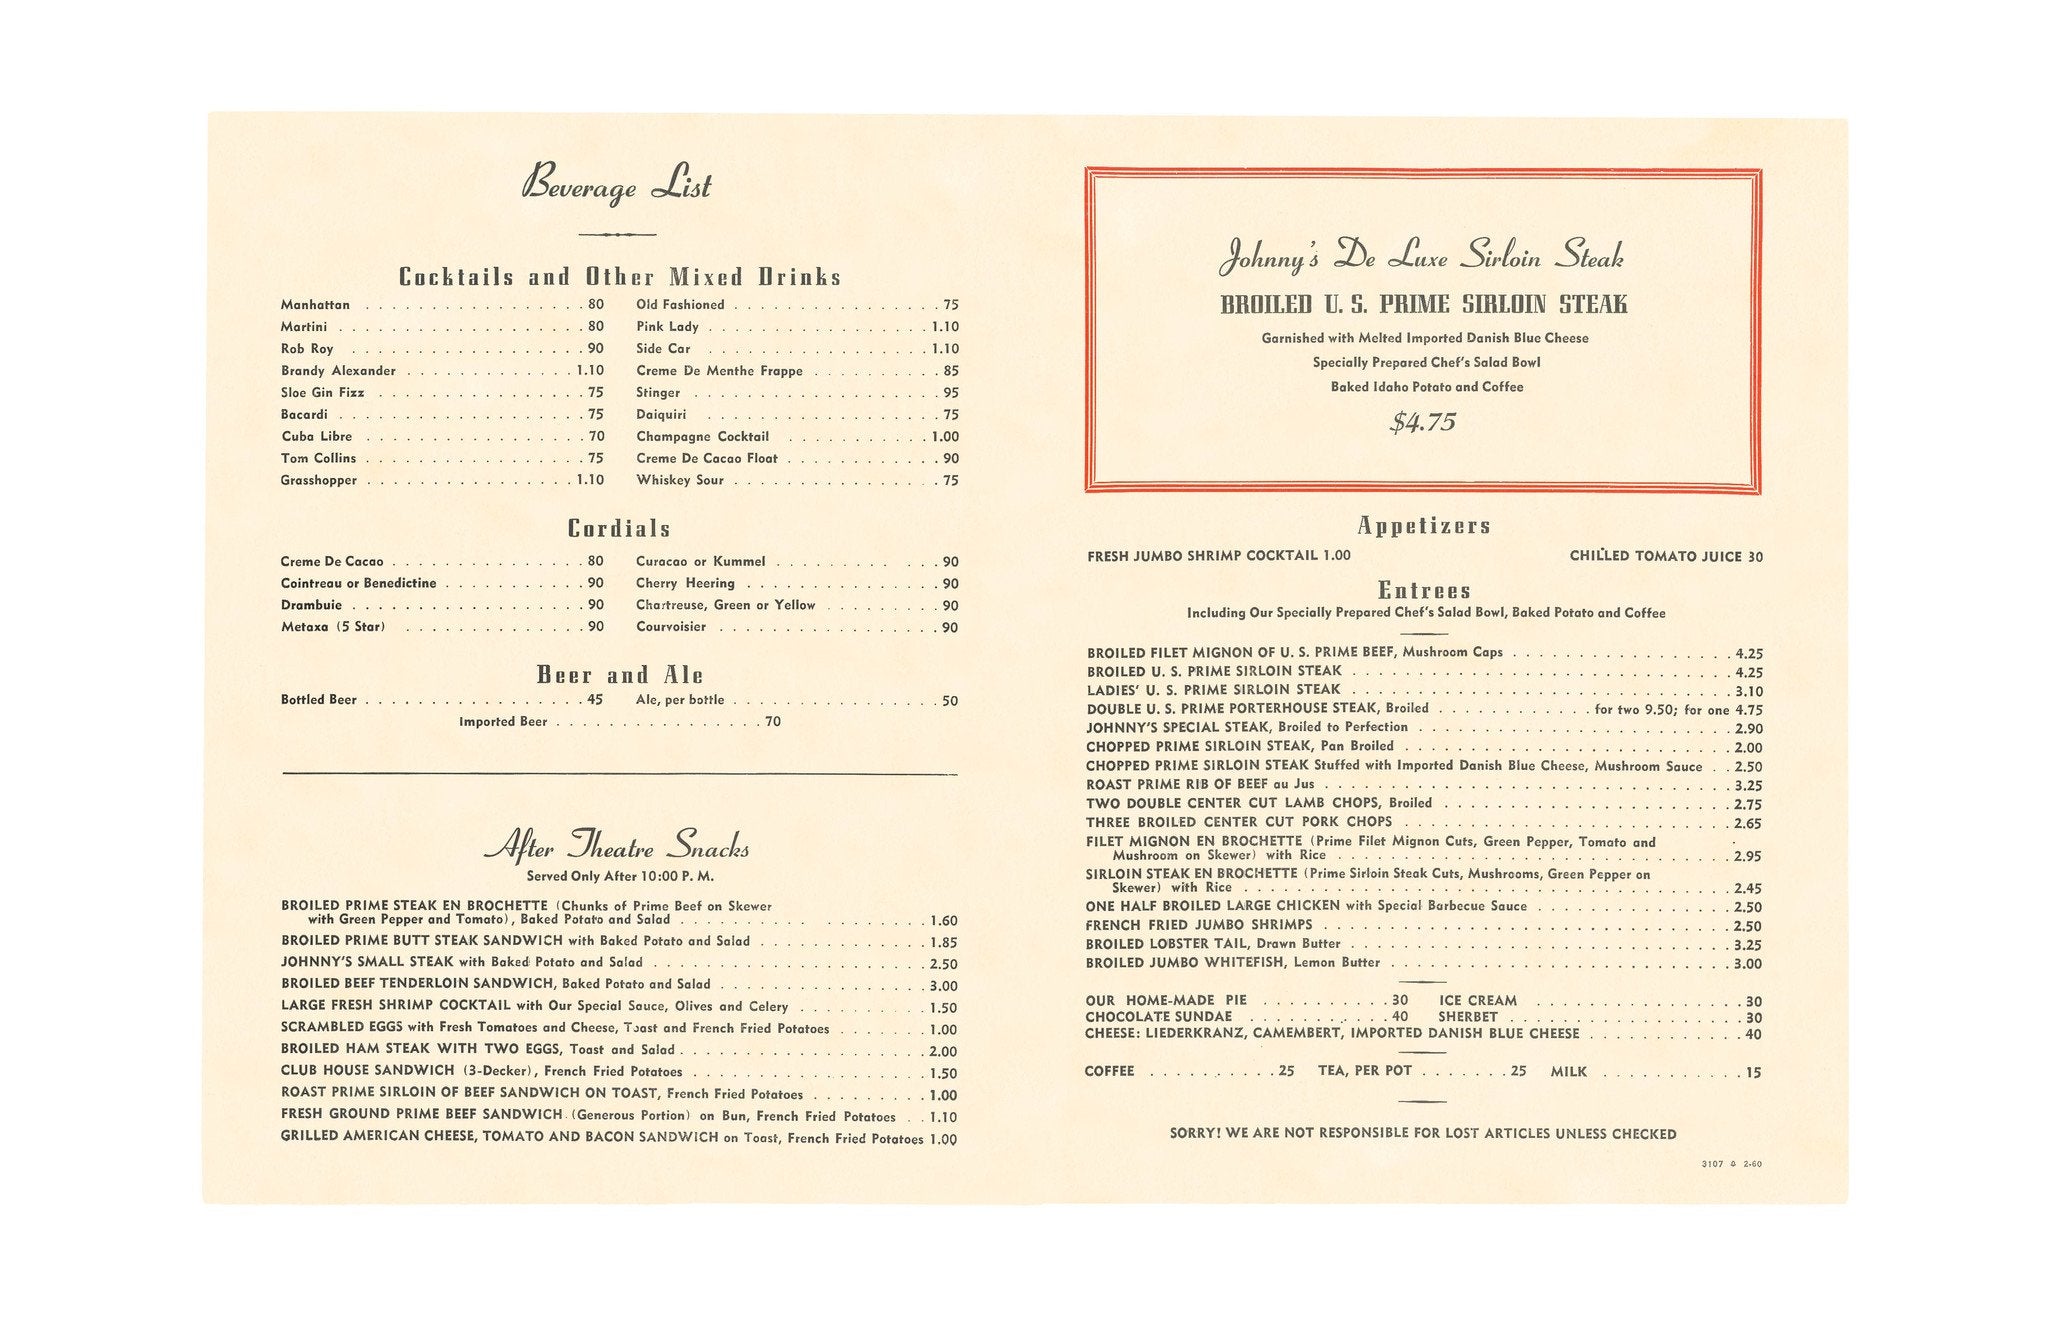 Beverage List
Cocktails and Other Mixed Drinks
Manhattan . . . . . . . . . . . . . . . . . 80
Martini . . . . . . . . . . . . . . . . . . . 80
Rob Roy . . . . . . . . . . . . . . . . . . 90
Brandy Alexander . . . . . . . . . . . . . 1.10
Sloe Gin Fizz . . . . . . . . . . . . . . . . 75
Bacardi . . . . . . . . . . . . . . . . . . . 75
Cuba Libre . . . . . . . . . . . . . . . . . 70
Tom Collins . . . . . . . . . . . . . . . . . 75
Grasshopper . . . . . . . . . . . . . . . . 1.10
Old Fashioned . . . . . . . . . . . . . . . . 75
Pink Lady . . . . . . . . . . . . . . . . . 1.10
Side Car . . . . . . . . . . . . . . . . . 1.10
Creme De Menthe Frappe . . . . . . . . . . 85
Stinger . . . . . . . . . . . . . . . . . . . 95
Daiquiri . . . . . . . . . . . . . . . . . . 75
Champagne Cocktail . . . . . . . . . . . 1.00
Creme De Cacao Float . . . . . . . . . . . . 90
Whiskey Sour . . . . . . . . . . . . . . . . 75
Cordials
Creme De Cacao . . . . . . . . . . . . . . . 80
Cointreau or Benedictine . . . . . . . . . . . 90
Drambuie . . . . . . . . . . . . . . . . . . 90
Metaxa (5 Star) . . . . . . . . . . . . . . 90
Curacao or Kummel . . . . . . . . . . . . 90
Cherry Heering . . . . . . . . . . . . . . . 90
Chartreuse, Green or Yellow . . . . . . . . . 90
Courvoisier . . . . . . . . . . . . . . . . . 90
Beer and Ale
Bottled Beer . . . . . . . . . . . . . . . . . 45
Ale, per bottle . . . . . . . . . . . . . . . . 50
Imported Beer . . . . . . . . . . . . . . . . 70
After Theatre Snacks
Served Only After 10:00 P. M.
BROILED PRIME STEAK EN BROCHETTE (Chunks of Prime Beef on Skewer
with Green Pepper and Tomato), Baked Potato and Salad . . . . . . . . . . . . . . . . . . 1.60
BROILED PRIME BUTT STEAK SANDWICH with Baked Potato and Salad . . . . . . . . . . . . . 1.85
JOHNNY'S SMALL STEAK with Baked Potato and Salad . . . . . . . . . . . . . . . . . . . . . 2.50
BROILED BEEF TENDERLOIN SANDWICH, Baked Potato and Salad . . . . . . . . . . . . . . . . 3.00
LARGE FRESH SHRIMP COCKTAIL with Our Special Sauce, Olives and Celery . . . . . . . . . . 1.50
SCRAMBLED EGGS with Fresh Tomatoes and Cheese, Toast and French Fried Potatoes . . . . . . . 1.00
BROILED HAM STEAK WITH TWO EGGS, Toast and Salad . . . . . . . . . . . . . . . . . . . 2.00
CLUB HOUSE SANDWICH (3-Decker), French Fried Potatoes . . . . . . . . . . . . . . . . . . 1.50
ROAST PRIME SIRLOIN OF BEEF SANDWICH ON TOAST, French Fried Potatoes . . . . . . . . . 1.00
FRESH GROUND PRIME BEEF SANDWICH (Generous Portion) on Bun, French Fried Potatoes . . 1.10
GRILLED AMERICAN CHEESE, TOMATO AND BACON SANDWICH on Toast, French Fried Potatoes 1.00
Johnny's De Luxe Sirloin Steak
BROILED U. S. PRIME SIRLOIN STEAK
Garnished with Melted Imported Danish Blue Cheese
Specially Prepared Chef's Salad Bowl
Baked Idaho Potato and Coffee
$4.75
Appetizers
FRESH JUMBO SHRIMP COCKTAIL 1.00
CHILLED TOMATO JUICE 30
Entrees
Including Our Specially Prepared Chef's Salad Bowl, Baked Potato and Coffee
BROILED FILET MIGNON OF U. S. PRIME BEEF, Mushroom Caps . . . . . . . . . . . . . . . . . 4.25
BROILED U. S. PRIME SIRLOIN STEAK . . . . . . . . . . . . . . . . . . . . . . . . . . . . . 4.25
LADIES' U. S. PRIME SIRLOIN STEAK . . . . . . . . . . . . . . . . . . . . . . . . . . . . . 3.10
DOUBLE U. S. PRIME PORTERHOUSE STEAK, Broiled . . . . . . . . . . . . for two 9.50; for one 4.75
JOHNNY'S SPECIAL STEAK, Broiled to Perfection . . . . . . . . . . . . . . . . . . . . . . . . 2.90
CHOPPED PRIME SIRLOIN STEAK, Pan Broiled . . . . . . . . . . . . . . . . . . . . . . . . . 2.00
CHOPPED PRIME SIRLOIN STEAK Stuffed with Imported Danish Blue Cheese, Mushroom Sauce . . 2.50
ROAST PRIME RIB OF BEEF au Jus . . . . . . . . . . . . . . . . . . . . . . . . . . . . . . . 3.25
TWO DOUBLE CENTER CUT LAMB CHOPS, Broiled . . . . . . . . . . . . . . . . . . . . . . 2.75
THREE BROILED CENTER CUT PORK CHOPS . . . . . . . . . . . . . . . . . . . . . . . . . 2.65
FILET MIGNON EN BROCHETTE (Prime Filet Mignon Cuts, Green Pepper, Tomato and
Mushroom on Skewer) with Rice . . . . . . . . . . . . . . . . . . . . . . . . . . . . . . 2.95
SIRLOIN STEAK EN BROCHETTE (Prime Sirloin Steak Cuts, Mushrooms, Green Pepper on
Skewer) with Rice . . . . . . . . . . . . . . . . . . . . . . . . . . . . . . . . . . . . . 2.45
ONE HALF BROILED LARGE CHICKEN with Special Barbecue Sauce . . . . . . . . . . . . . . . 2.50
FRENCH FRIED JUMBO SHRIMPS . . . . . . . . . . . . . . . . . . . . . . . . . . . . . . . 2.50
BROILED LOBSTER TAIL, Drawn Butter . . . . . . . . . . . . . . . . . . . . . . . . . . . . . 3.25
BROILED JUMBO WHITEFISH, Lemon Butter . . . . . . . . . . . . . . . . . . . . . . . . . . 3.00
OUR HOME-MADE PIE . . . . . . . . . . 30 ICE CREAM . . . . . . . . . . . . . . . . 30
CHOCOLATE SUNDAE . . . . . . . . . . . 40 SHERBET . . . . . . . . . . . . . . . . . . 30
CHEESE: LIEDERKRANZ, CAMEMBERT, IMPORTED DANISH BLUE CHEESE . . . . . . . . . . . . 40
COFFEE . . . . . . . . . . 25 TEA, PER POT . . . . . . . 25 MILK . . . . . . . . . . . 15
SORRY! WE ARE NOT RESPONSIBLE FOR LOST ARTICLES UNLESS CHECKED
3107 2-60